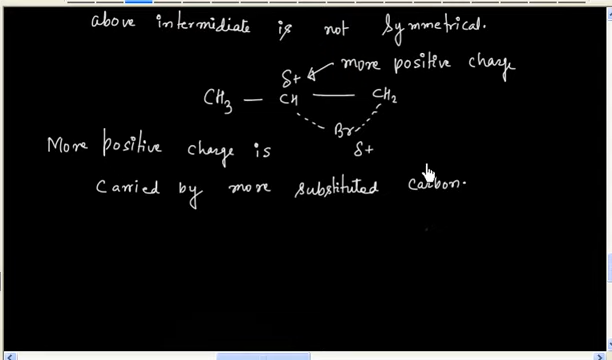 above intermidiate is not symmetrical.
δ+ more positive charge
CH3 — CH — CH2
Br
δ+
More positive charge is
Carried by more substituted carbon.